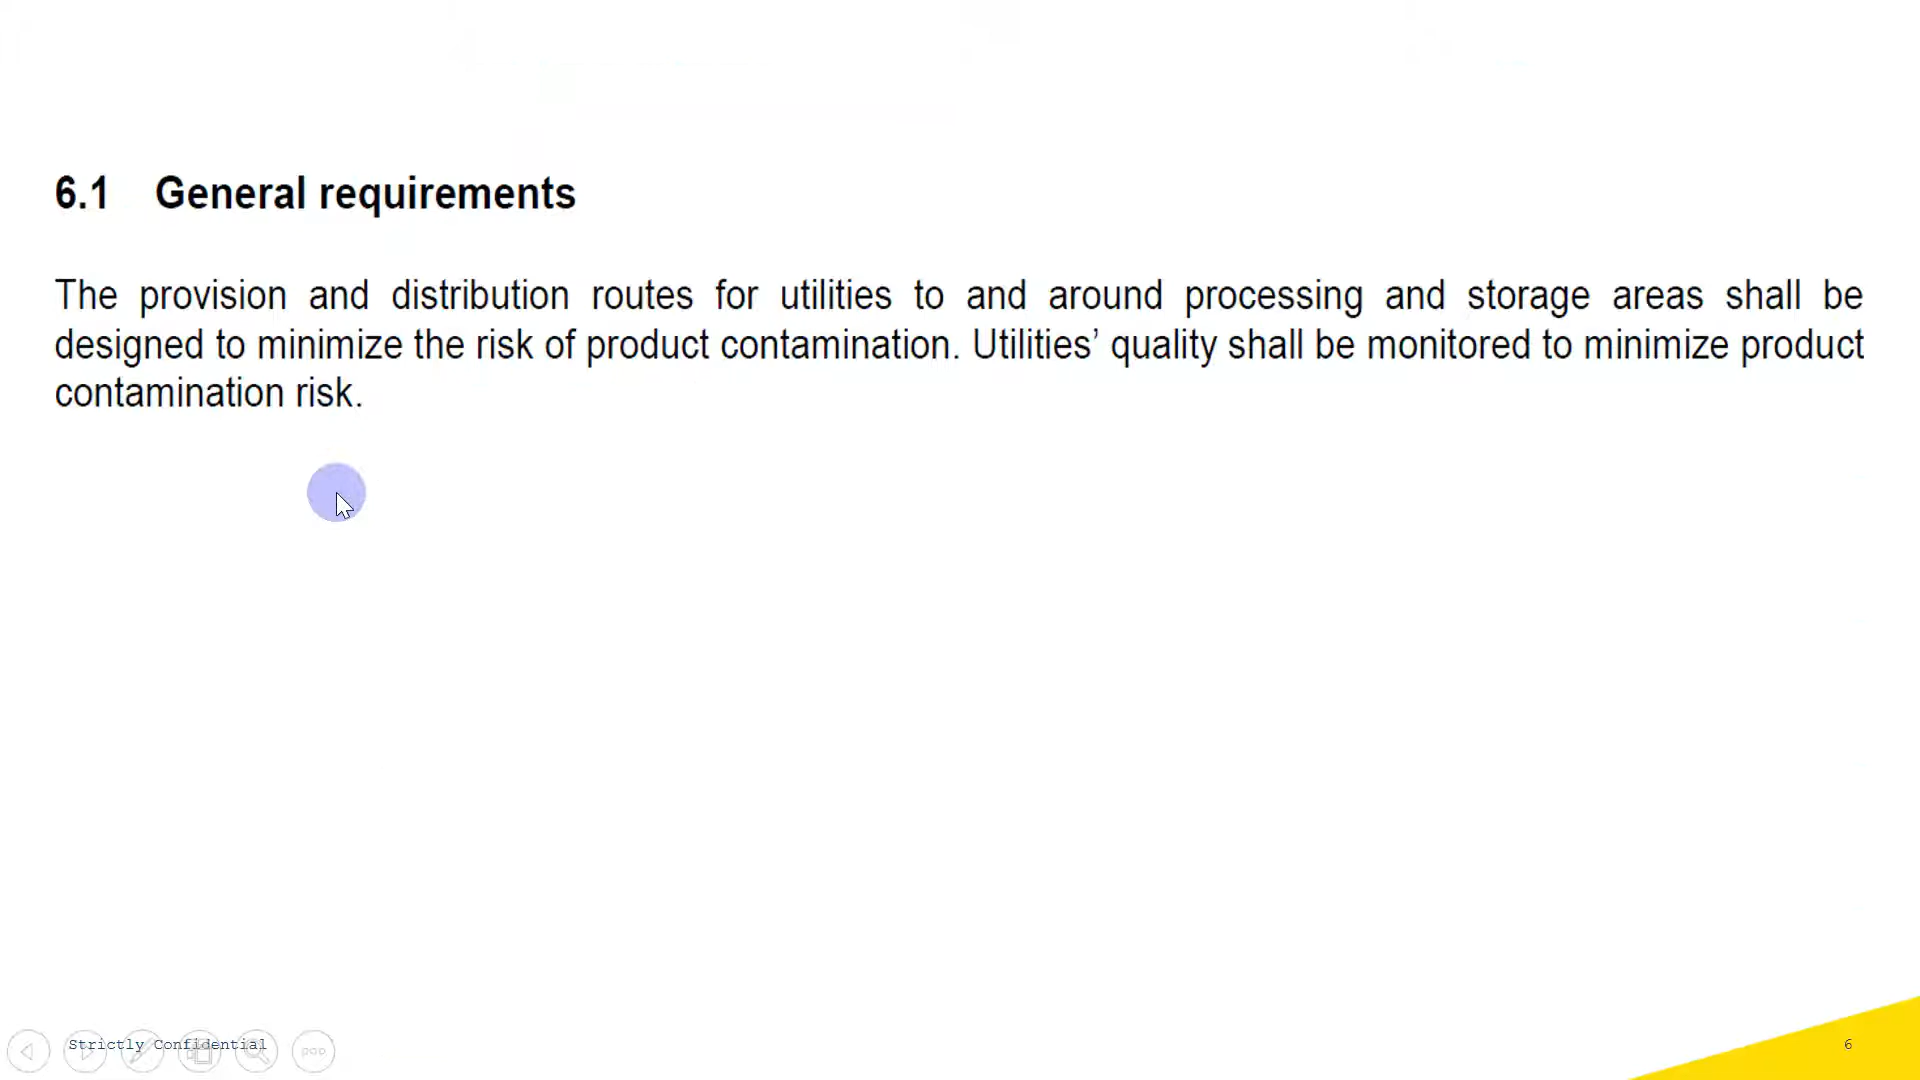 6.1 General requirements
The provision and distribution routes for utilities to and around processing and storage areas shall be
designed to minimize the risk of product contamination. Utilities’ quality shall be monitored to minimize product
contamination risk.
Strictly Confidential
6